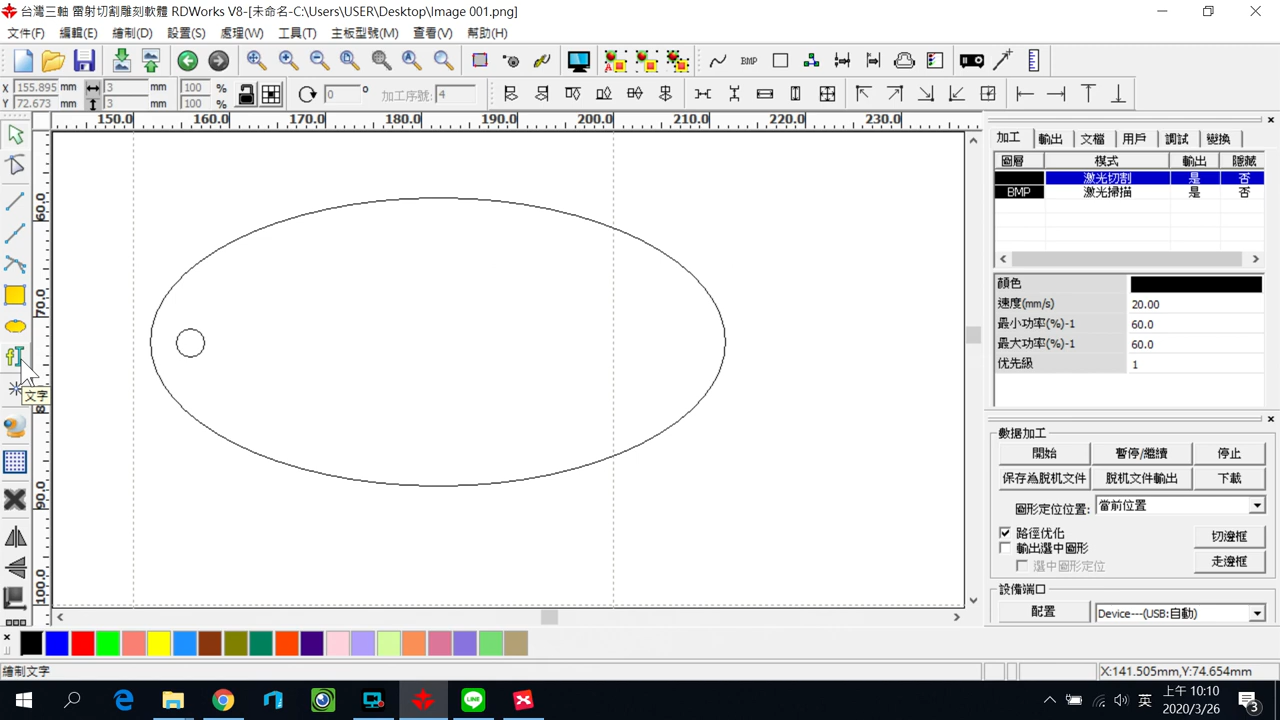 台灣三軸 雷射切割雕刻軟體 RDWorks V8-[未命名-C:\Users\USER\Desktop\Image 001.png]
文件(F) 編輯(E) 繪制(D) 設置(S) 處理(W) 工具(T) 主板型號(M) 查看(V) 幫助(H)
BMP
X 155.895 mm 3 mm 100 % 0 ° 加工序號: 4
Y 72.673 mm 3 mm 100 %
150.0 160.0 170.0 180.0 190.0 200.0 210.0 220.0 230.0
60.0
70.0
90.0
100.0
文字
加工 輸出 文檔 用戶 調試 變換
圖層 模式 輸出 隱藏
激光切割 是 否
BMP 激光掃描 是 否
顏色
速度(mm/s) 20.00
最小功率(%)-1 60.0
最大功率(%)-1 60.0
优先級 1
數据加工
開始 暫停/繼續 停止
保存為脫机文件 脫机文件輸出 下載
圖形定位位置: 當前位置
路徑优化 切邊框
輸出選中圖形
選中圖形定位 走邊框
設備端口
配置 Device---(USB:自動)
繪制文字 X:141.505mm,Y:74.654mm
英 上午 10:10
2020/3/26
3